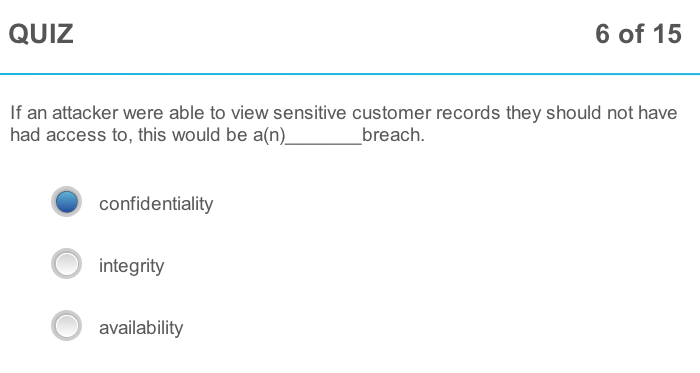 QUIZ 6 of 15
If an attacker were able to view sensitive customer records they should not have
had access to, this would be a(n)________breach.
confidentiality
integrity
availability